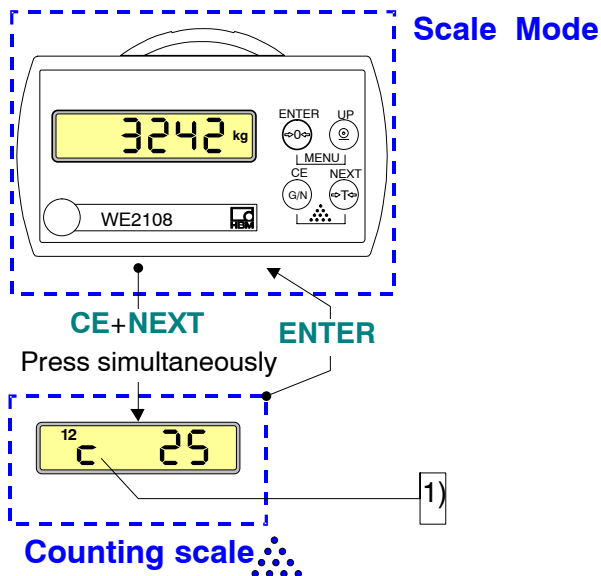 Scale Mode
3242 kg
ENTER UP
→0← 
MENU
CE NEXT
G/N →T←
WE2108 HBM
CE+NEXT
ENTER
Press simultaneously
12
c 25
1)
Counting scale